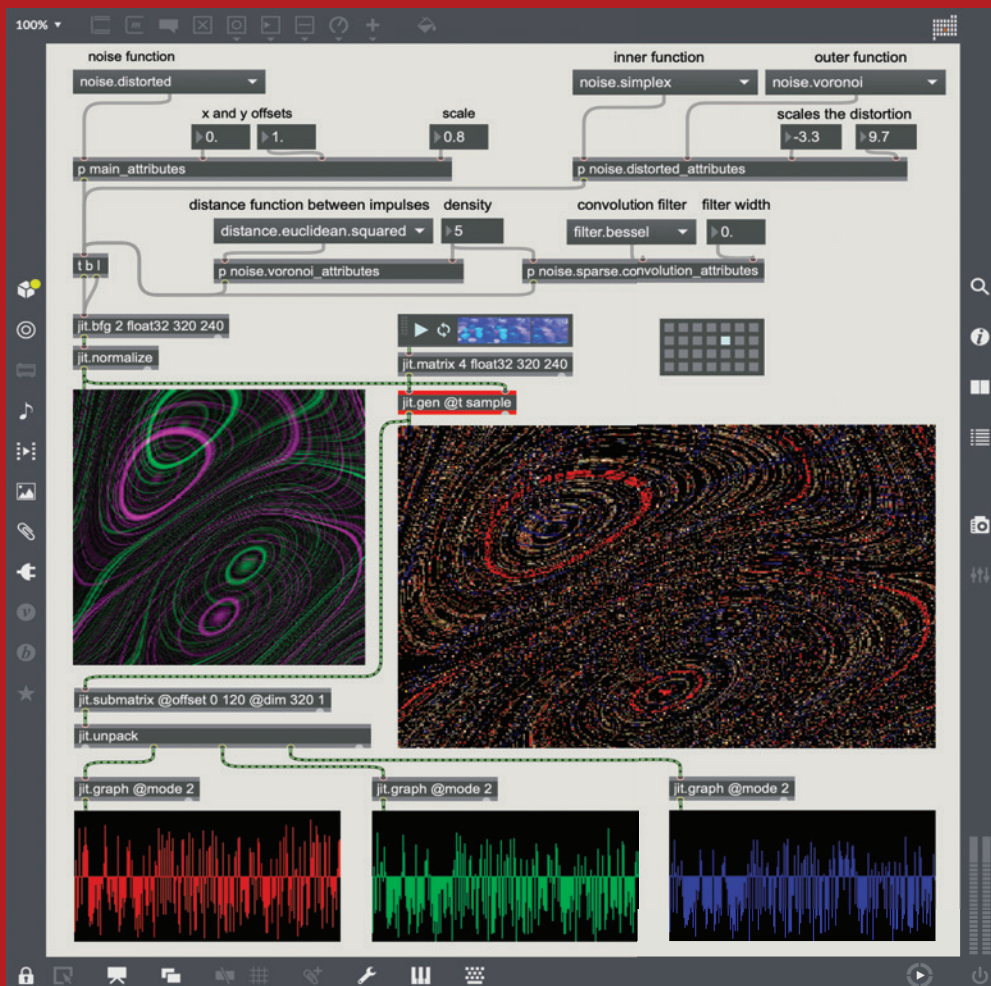 100%
noise function
inner function
outer function
noise.distorted
noise.simplex
noise.voronoi
x and y offsets
scale
scales the distortion
0.
1.
0.8
-3.3
9.7
p main_attributes
p noise.distorted_attributes
distance function between impulses
density
convolution filter
filter width
distance.euclidean.squared
5
filter.bessel
0.
t b l
p noise.voronoi_attributes
p noise.sparse.convolution_attributes
jit.bfg 2 float32 320 240
jit.normalize
jit.matrix 4 float32 320 240
jit.gen @t sample
jit.submatrix @offset 0 120 @dim 320 1
jit.unpack
jit.graph @mode 2
jit.graph @mode 2
jit.graph @mode 2